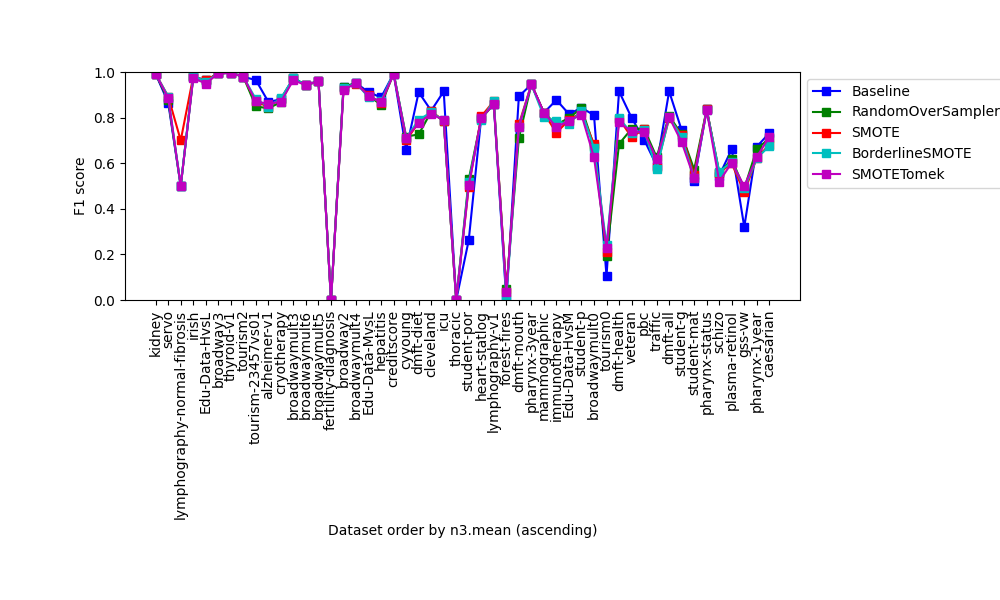 1.0
0.8
0.6
0.4
0.2
0.0
F1 score
Baseline
RandomOverSampler
SMOTE
BorderlineSMOTE
SMOTETomek
kidney
servo
lymphography-normal-fibrosis
irish
Edu-Data-HvsL
broadway3
thyroid-v1
tourism2
tourism-23457vs01
alzheimer-v1
cryotherapy
broadwaymult3
broadwaymult6
broadwaymult5
fertility-diagnosis
broadway2
broadwaymult4
Edu-Data-MvsL
hepatitis
creditscore
cyyoung
dmft-diet
cleveland
icu
thoracic
student-por
heart-statlog
lymphography-v1
forest-fires
dmft-mouth
pharynx-3year
mammographic
immunotherapy
Edu-Data-HvsM
student-p
broadwaymult0
tourism0
dmft-health
veteran
pbc
traffic
dmft-all
student-g
student-mat
pharynx-status
schizo
plasma-retinol
gss-vw
pharynx-1year
caesarian
Dataset order by n3.mean (ascending)